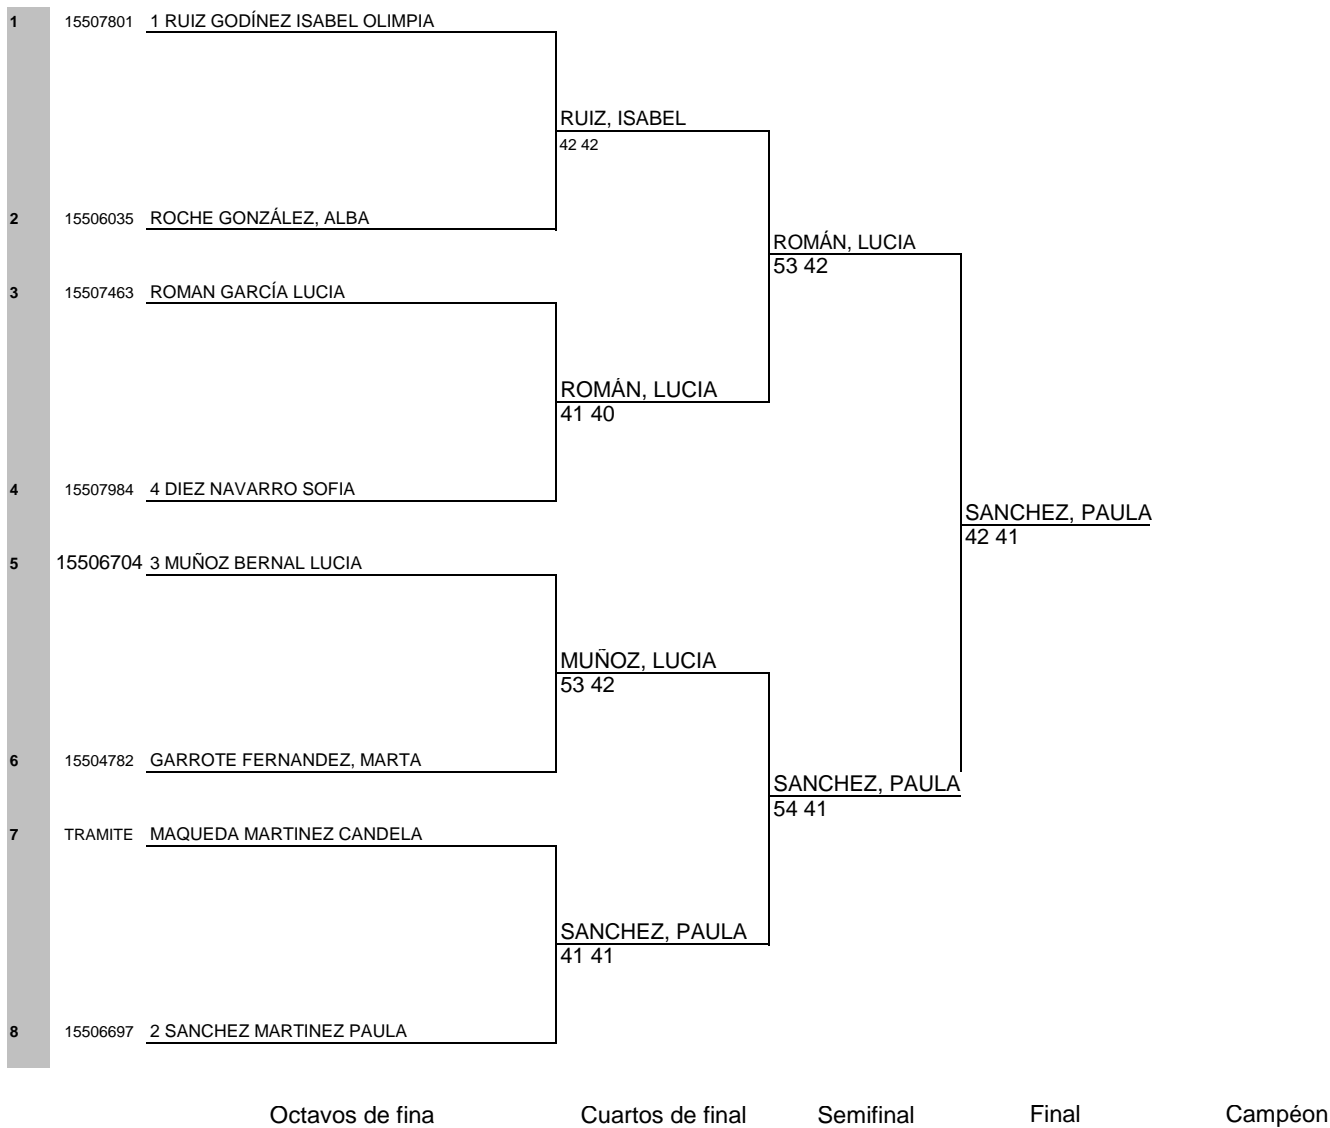 1 15507801 1 RUIZ GODÍNEZ ISABEL OLIMPIA
RUIZ, ISABEL
42 42
2 15506035 ROCHE GONZÁLEZ, ALBA
ROMÁN, LUCIA
53 42
3 15507463 ROMAN GARCÍA LUCIA
ROMÁN, LUCIA
41 40
4 15507984 4 DIEZ NAVARRO SOFIA
SANCHEZ, PAULA
42 41
5 15506704 3 MUÑOZ BERNAL LUCIA
MUÑOZ, LUCIA
53 42
6 15504782 GARROTE FERNANDEZ, MARTA
SANCHEZ, PAULA
54 41
7 TRAMITE MAQUEDA MARTINEZ CANDELA
SANCHEZ, PAULA
41 41
8 15506697 2 SANCHEZ MARTINEZ PAULA
Octavos de fina Cuartos de final Semifinal Final Campéon